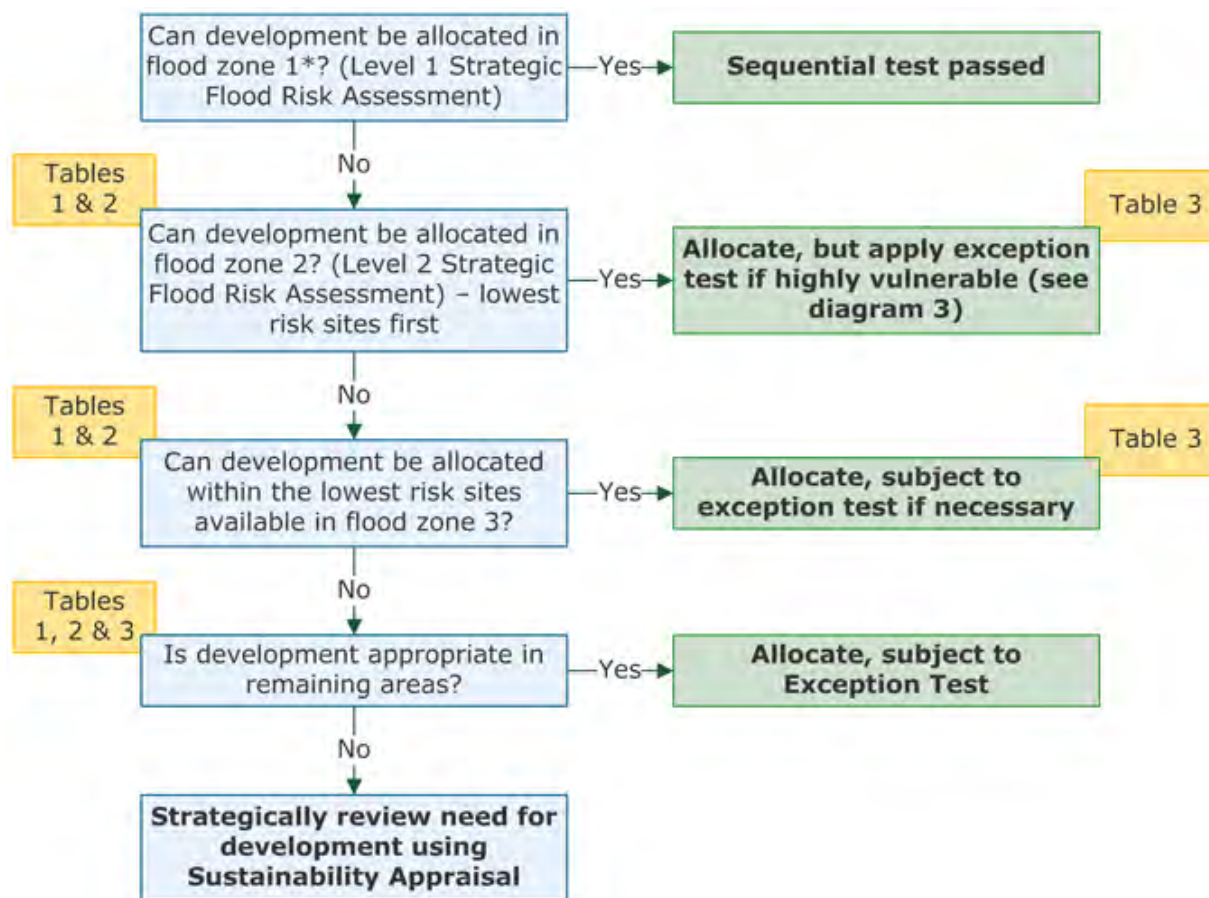 Can development be allocated in
flood zone 1*? (Level 1 Strategic
Flood Risk Assessment)
Yes
Sequential test passed
No
Tables
1 & 2
Can development be allocated in
flood zone 2? (Level 2 Strategic
Flood Risk Assessment) – lowest
risk sites first
Yes
Table 3
Allocate, but apply exception
test if highly vulnerable (see
diagram 3)
No
Tables
1 & 2
Can development be allocated
within the lowest risk sites
available in flood zone 3?
Yes
Table 3
Allocate, subject to
exception test if necessary
No
Tables
1, 2 & 3
Is development appropriate in
remaining areas?
Yes
Allocate, subject to
Exception Test
No
Strategically review need for
development using
Sustainability Appraisal